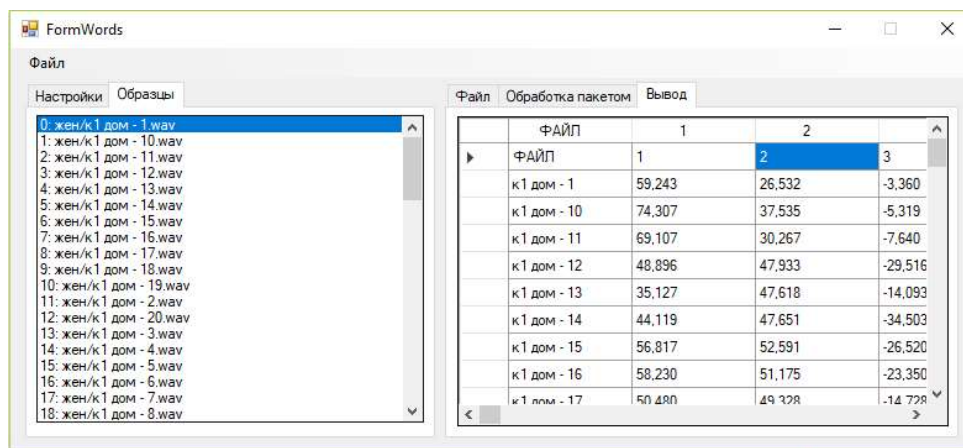 FormWords
Файл
Настройки Образцы
0: жен/к1 дом - 1.wav
1: жен/к1 дом - 10.wav
2: жен/к1 дом - 11.wav
3: жен/к1 дом - 12.wav
4: жен/к1 дом - 13.wav
5: жен/к1 дом - 14.wav
6: жен/к1 дом - 15.wav
7: жен/к1 дом - 16.wav
8: жен/к1 дом - 17.wav
9: жен/к1 дом - 18.wav
10: жен/к1 дом - 19.wav
11: жен/к1 дом - 2.wav
12: жен/к1 дом - 20.wav
13: жен/к1 дом - 3.wav
14: жен/к1 дом - 4.wav
15: жен/к1 дом - 5.wav
16: жен/к1 дом - 6.wav
17: жен/к1 дом - 7.wav
18: жен/к1 дом - 8.wav
Файл Обработка пакетом Вывод
ФАЙЛ 1 2
ФАЙЛ 1 2 3
к1 дом - 1 59,243 26,532 -3,360
к1 дом - 10 74,307 37,535 -5,319
к1 дом - 11 69,107 30,267 -7,640
к1 дом - 12 48,896 47,933 -29,516
к1 дом - 13 35,127 47,618 -14,093
к1 дом - 14 44,119 47,651 -34,503
к1 дом - 15 56,817 52,591 -26,520
к1 дом - 16 58,230 51,175 -23,350
к1 дом - 17 50,480 49,328 -14,728